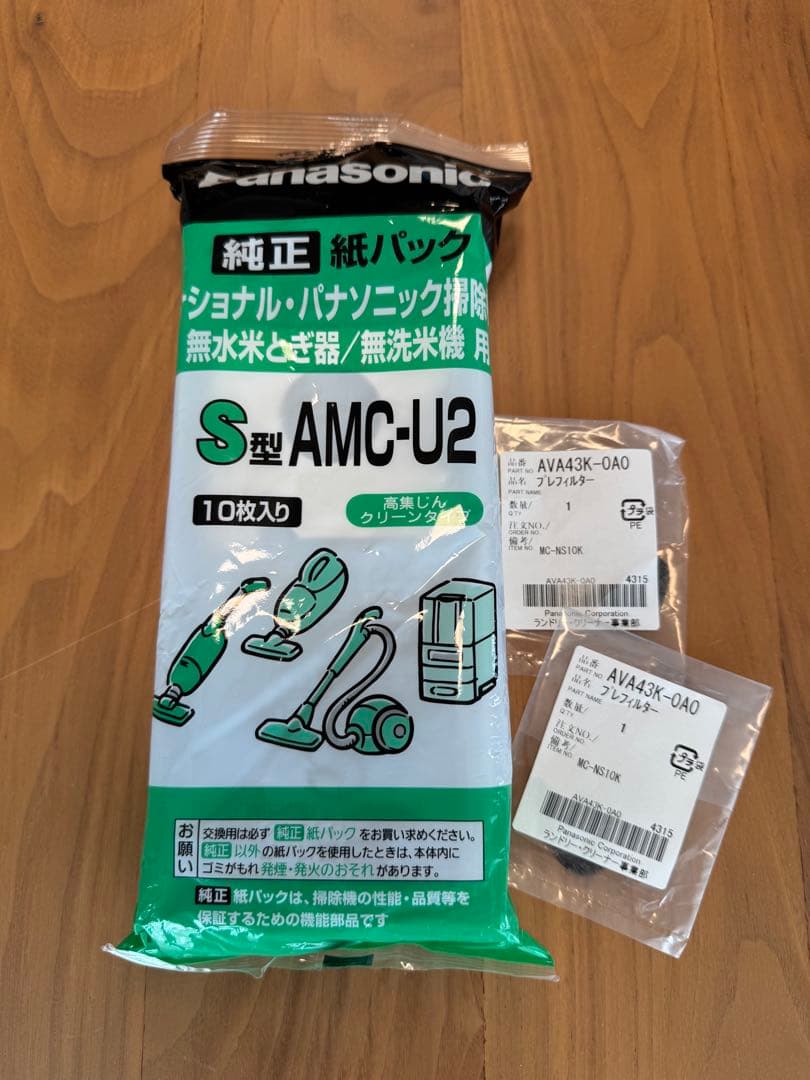 Panasonic
純正 紙パック
ナショナル・パナソニック掃除
無水米とぎ器/無洗米機 用
S型 AMC-U2
10枚入り
高集じん
クリーンタイプ
お願い
交換用は必ず 純正 紙パック をお買い求めください。
純正 以外 の紙パックを使用したときは、本体内に
ゴミがもれ 発煙・発火のおそれ があります。
純正 紙パックは、掃除機の性能・品質等を
保証するための機能部品です
品番 AVA43K-0A0
PART NO.
品名 プレフィルター
PART NAME
数量/ 1
Q'TY
注文NO./
ORDER NO.
備考/
ITEM NO. MC-NS10K
プラ 袋
PE
AVA43K-0A0 4315
Panasonic Corporation
ランドリー・クリーナー事業部
品番 AVA43K-0A0
PART NO.
品名 プレフィルター
PART NAME
数量/ 1
Q'TY
注文NO./
ORDER NO.
備考/
ITEM NO. MC-NS10K
プラ 袋
PE
AVA43K-0A0 4315
Panasonic Corporation
ランドリー・クリーナー事業部